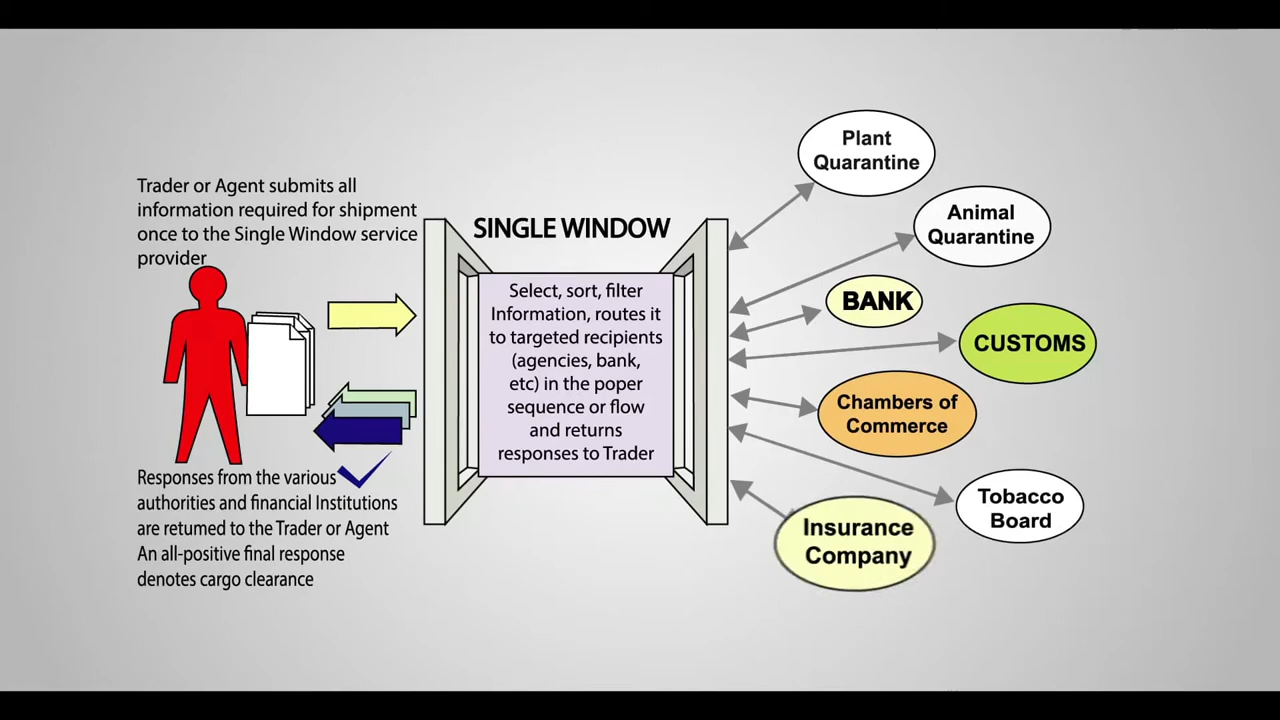 Trader or Agent submits all
information required for shipment
once to the Single Window service
provider
Responses from the various
authorities and financial Institutions
are retumed to the Trader or Agent
An all-positive final response
denotes cargo clearance
SINGLE WINDOW
Select, sort, filter
Information, routes it
to targeted recipients
(agencies, bank,
etc) in the poper
sequence or flow
and returns
responses to Trader
Plant
Quarantine
Animal
Quarantine
BANK
CUSTOMS
Chambers of
Commerce
Tobacco
Board
Insurance
Company